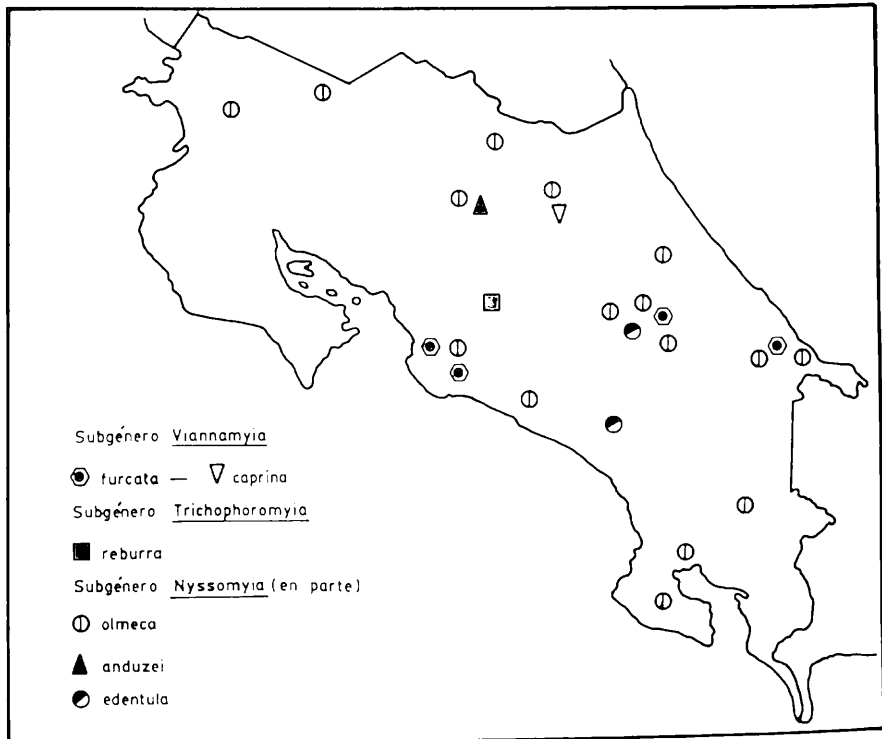 Subgénero Viannamyia
furcata — caprina
Subgénero Trichophoromyia
reburra
Subgénero Nyssomyia (en parte)
olmeca
anduzei
edentula